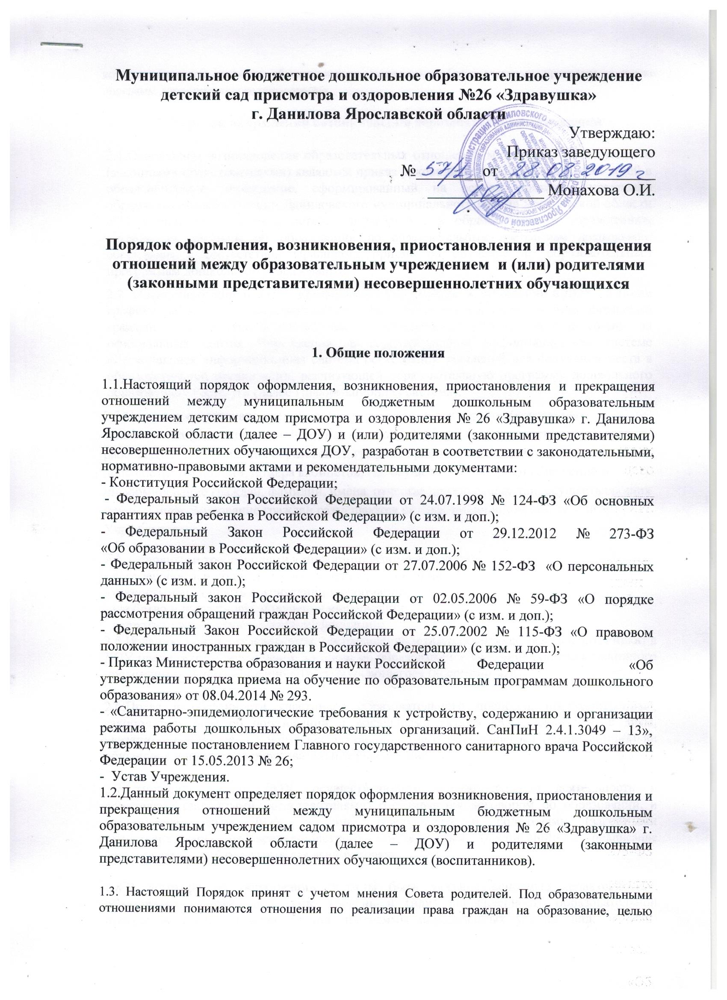 Муниципальное бюджетное дошкольное образовательное учреждение
детский сад присмотра и оздоровления №26 «Здравушка»
г. Данилова Ярославской области
Утверждаю:
Приказ заведующего
№ 57/1 от 28.08.2019 г
Монахова О.И.
Порядок оформления, возникновения, приостановления и прекращения
отношений между образовательным учреждением и (или) родителями
(законными представителями) несовершеннолетних обучающихся
1. Общие положения
1.1.Настоящий порядок оформления, возникновения, приостановления и прекращения
отношений между муниципальным бюджетным дошкольным образовательным
учреждением детским садом присмотра и оздоровления № 26 «Здравушка» г. Данилова
Ярославской области (далее – ДОУ) и (или) родителями (законными представителями)
несовершеннолетних обучающихся ДОУ, разработан в соответствии с законодательными,
нормативно-правовыми актами и рекомендательными документами:
- Конституция Российской Федерации;
- Федеральный закон Российской Федерации от 24.07.1998 № 124-ФЗ «Об основных
гарантиях прав ребенка в Российской Федерации» (с изм. и доп.);
- Федеральный Закон Российской Федерации от 29.12.2012 № 273-ФЗ
«Об образовании в Российской Федерации» (с изм. и доп.);
- Федеральный закон Российской Федерации от 27.07.2006 № 152-ФЗ «О персональных
данных» (с изм. и доп.);
- Федеральный закон Российской Федерации от 02.05.2006 № 59-ФЗ «О порядке
рассмотрения обращений граждан Российской Федерации» (с изм. и доп.);
- Федеральный Закон Российской Федерации от 25.07.2002 № 115-ФЗ «О правовом
положении иностранных граждан в Российской Федерации» (с изм. и доп.);
- Приказ Министерства образования и науки Российской Федерации «Об
утверждении порядка приема на обучение по образовательным программам дошкольного
образования» от 08.04.2014 № 293.
- «Санитарно-эпидемиологические требования к устройству, содержанию и организации
режима работы дошкольных образовательных организаций. СанПиН 2.4.1.3049 – 13»,
утвержденные постановлением Главного государственного санитарного врача Российской
Федерации от 15.05.2013 № 26;
- Устав Учреждения.
1.2.Данный документ определяет порядок оформления возникновения, приостановления и
прекращения отношений между муниципальным бюджетным дошкольным
образовательным учреждением садом присмотра и оздоровления № 26 «Здравушка» г.
Данилова Ярославской области (далее – ДОУ) и родителями (законными
представителями) несовершеннолетних обучающихся (воспитанников).
1.3. Настоящий Порядок принят с учетом мнения Совета родителей. Под образовательными
отношениями понимаются отношения по реализации права граждан на образование, целью